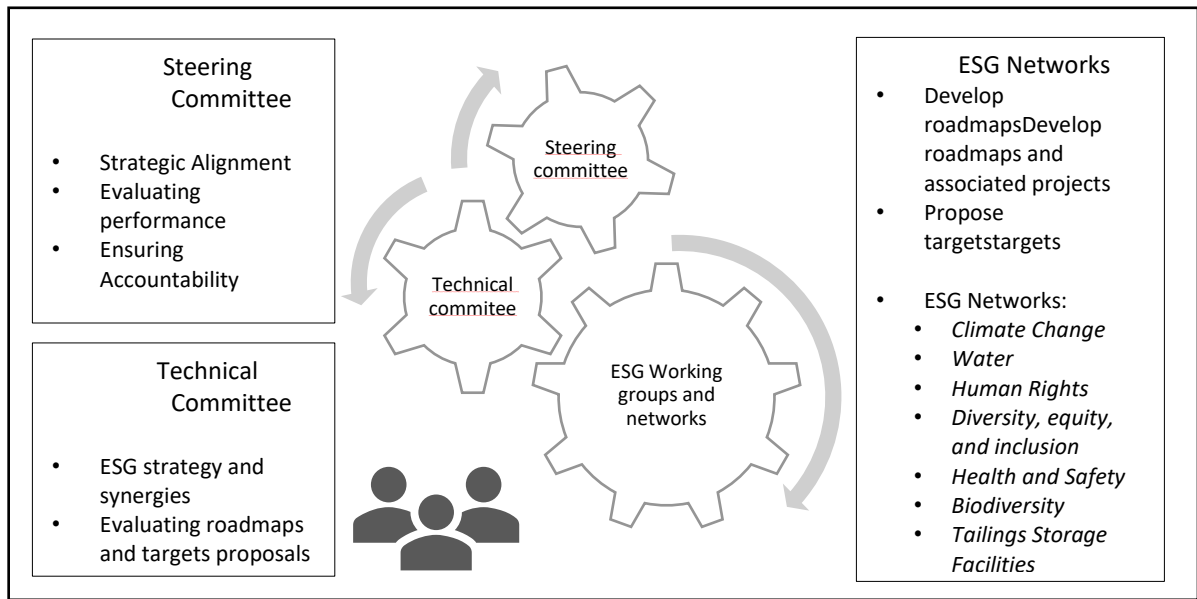 Steering
Committee
• Strategic Alignment
• Evaluating
performance
• Ensuring
Accountability
Technical
Committee
• ESG strategy and
synergies
• Evaluating roadmaps
and targets proposals
Steering
committee
Technical
commitee
ESG Working
groups and
networks
ESG Networks
• Develop
roadmapsDevelop
roadmaps and
associated projects
• Propose
targetstargets
• ESG Networks:
• Climate Change
• Water
• Human Rights
• Diversity, equity,
and inclusion
• Health and Safety
• Biodiversity
• Tailings Storage
Facilities